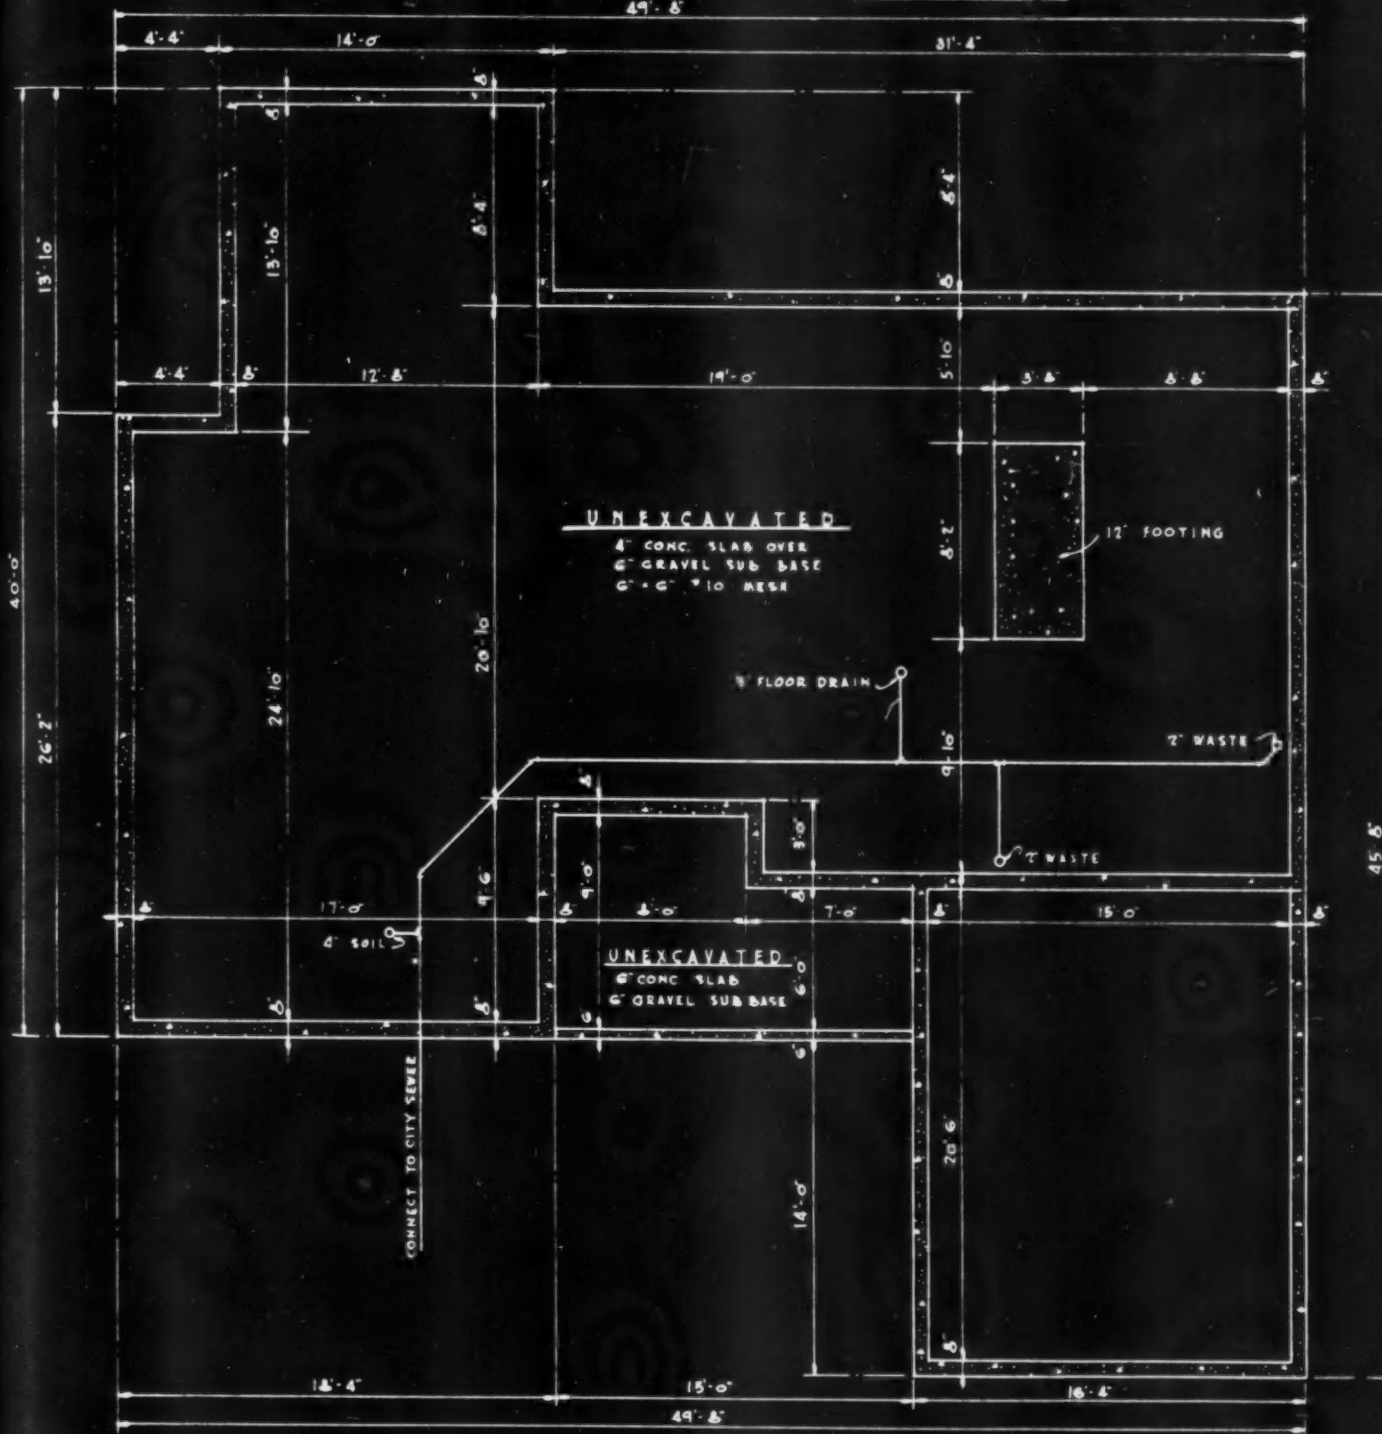 49'-8"
4'-4" 14'-0" 31'-4"
8"
8"
13'-10" 13'-10" 8'-4" 8'-4"
8"
5'-10"
4'-4" 8" 12'-8" 19'-0" 3'-8" 8'-8" 8"
UNEXCAVATED
4" CONC. SLAB OVER
6" GRAVEL SUB BASE
6" x 6" #10 MESH
12" FOOTING
8'-2"
40'-0"
20'-10"
FLOOR DRAIN
24'-10"
26'-2"
2" WASTE
9'-10"
8"
3'-0"
45'-8"
2" WASTE
9'-6" 9'-0" 8"
8" 17'-0" 8" 8'-0" 7'-0" 8" 15'-0" 8"
4" SOIL
UNEXCAVATED
6" CONC SLAB
6" GRAVEL SUB BASE
6'-0"
8" 8" 6"
6"
CONNECT TO CITY SEWER
20'-6"
14'-0"
8"
18'-4" 15'-0" 16'-4"
49'-8"